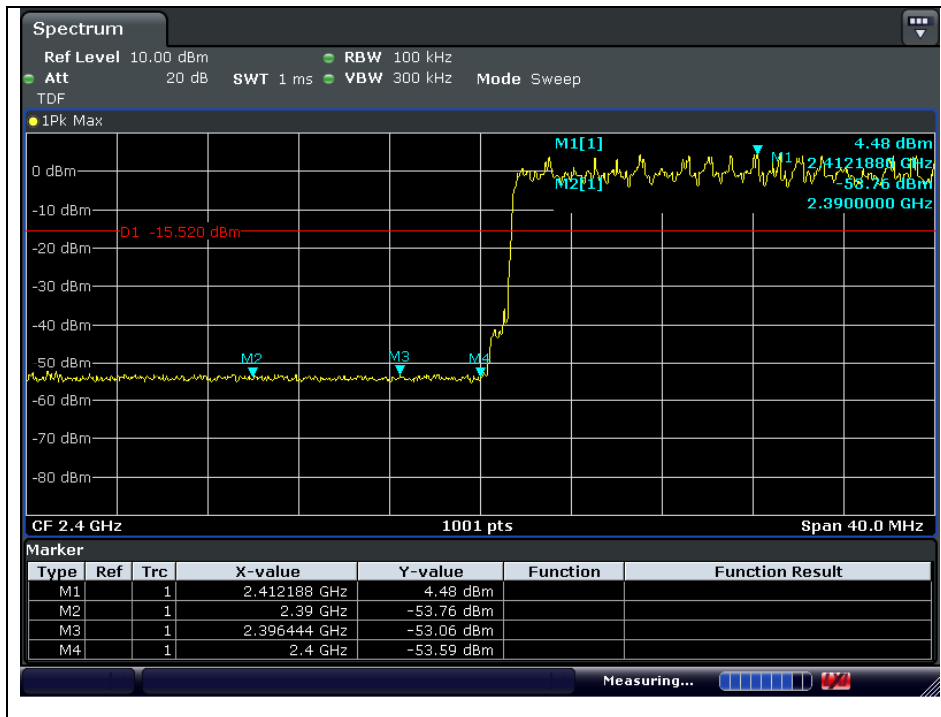 Spectrum
Ref Level 10.00 dBm RBW 100 kHz
Att 20 dB SWT 1 ms VBW 300 kHz Mode Sweep
TDF
1Pk Max
M1[1] 4.48 dBm
M1 2.4121880 GHz
0 dBm
M2[1] -53.76 dBm
2.3900000 GHz
-10 dBm
D1 -15.520 dBm
-20 dBm
-30 dBm
-40 dBm
-50 dBm
M2 M3 M4
-60 dBm
-70 dBm
-80 dBm
CF 2.4 GHz 1001 pts Span 40.0 MHz
Marker
Type Ref Trc X-value Y-value Function Function Result
M1 1 2.412188 GHz 4.48 dBm
M2 1 2.39 GHz -53.76 dBm
M3 1 2.396444 GHz -53.06 dBm
M4 1 2.4 GHz -53.59 dBm
Measuring...